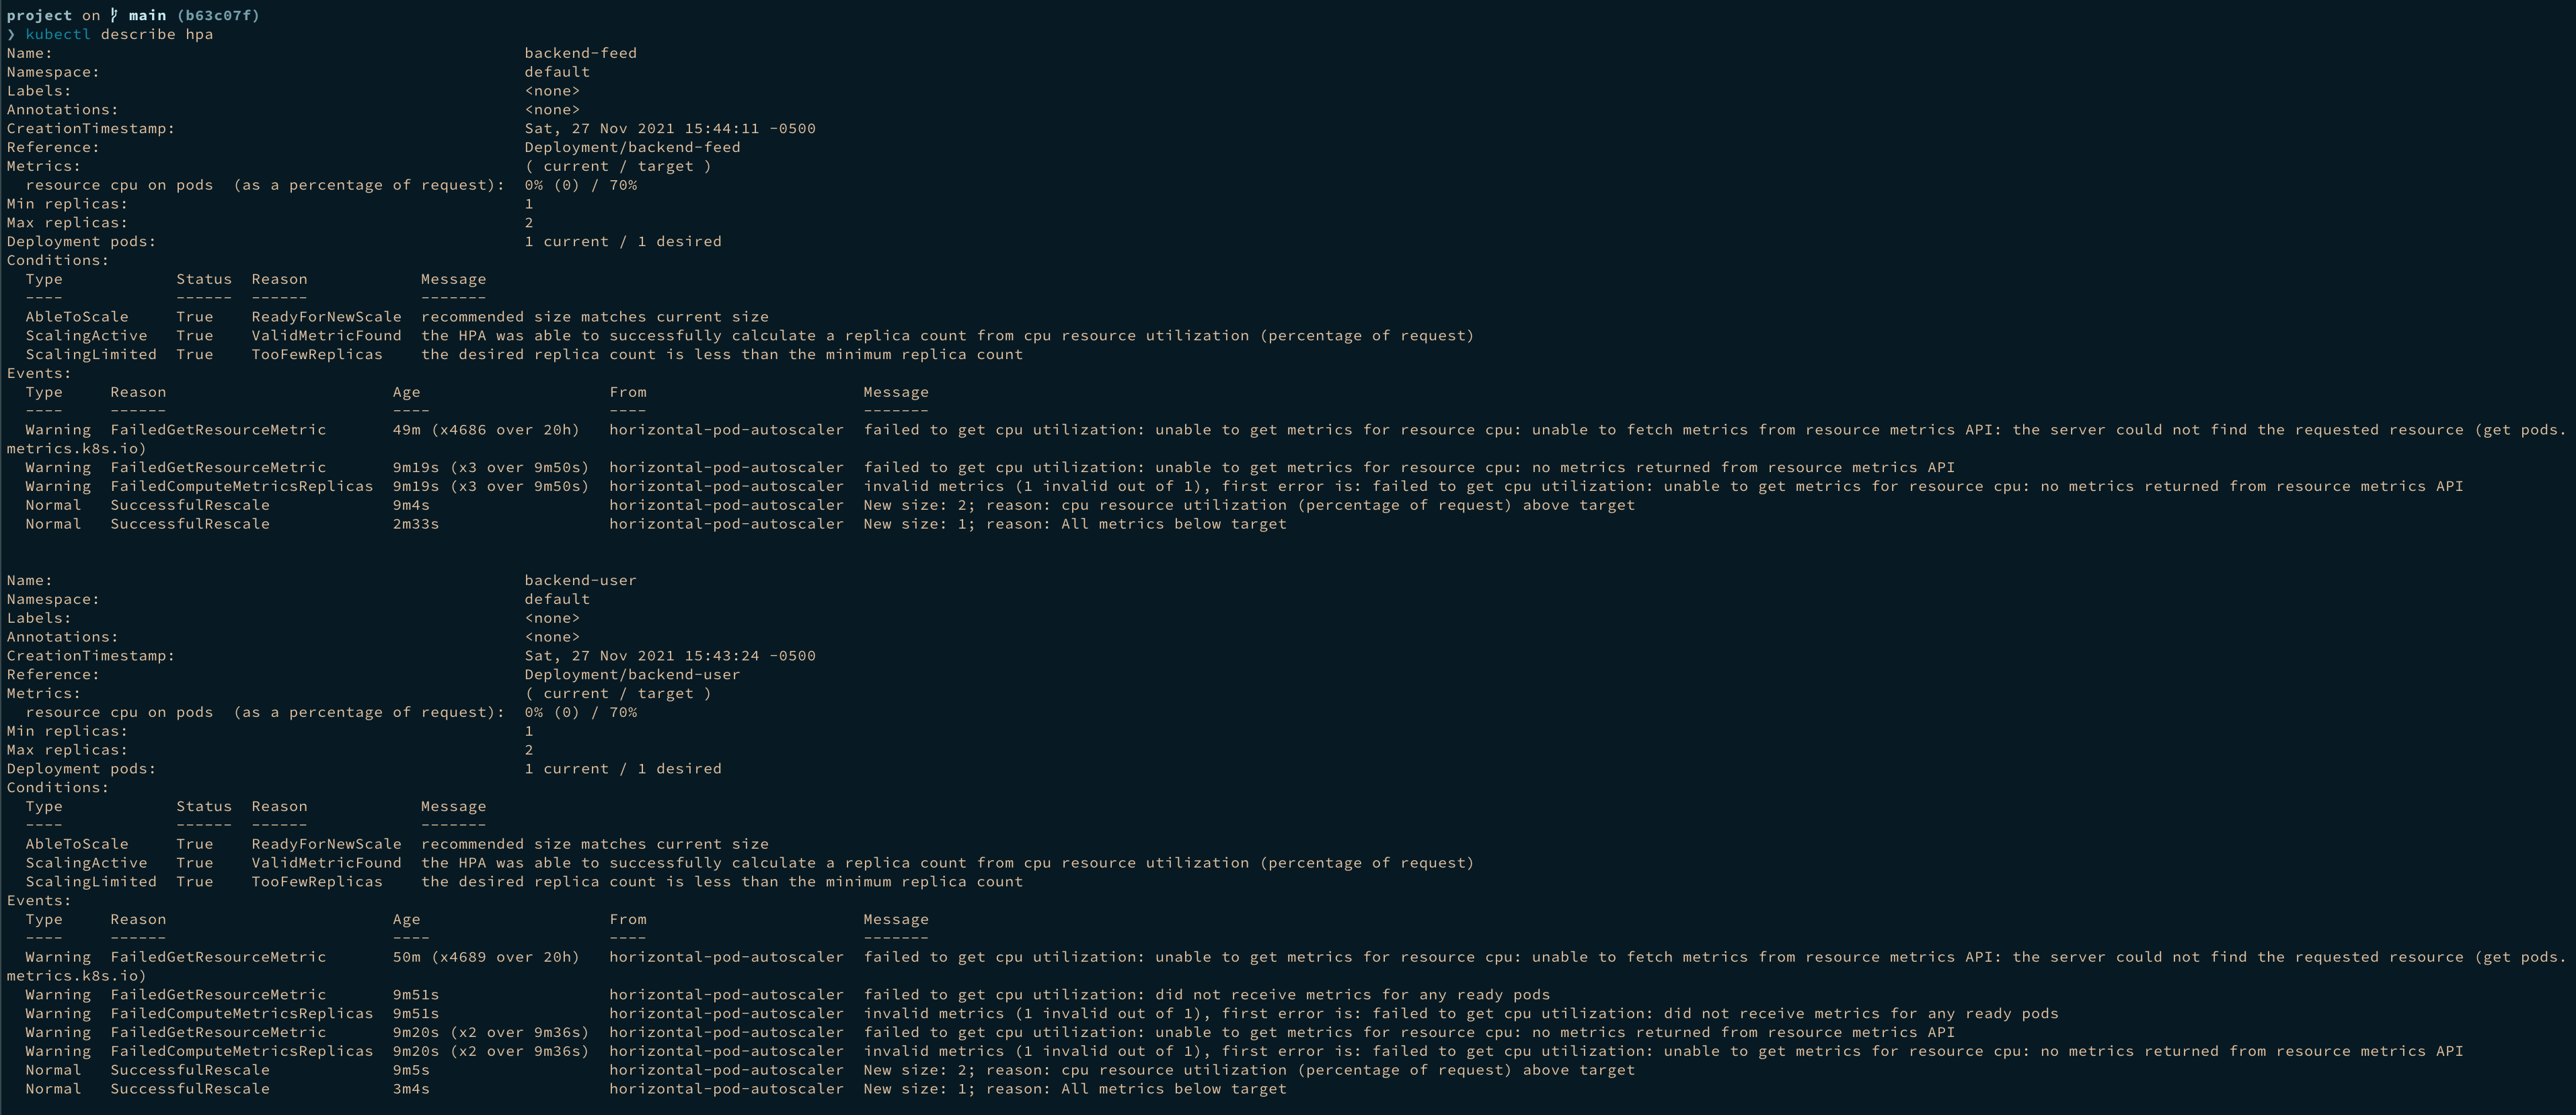 project on ᚠ main (b63c07f)
❯ kubectl describe hpa
Name:                                                  backend-feed
Namespace:                                             default
Labels:                                                <none>
Annotations:                                           <none>
CreationTimestamp:                                     Sat, 27 Nov 2021 15:44:11 -0500
Reference:                                             Deployment/backend-feed
Metrics:                                               ( current / target )
  resource cpu on pods  (as a percentage of request):  0% (0) / 70%
Min replicas:                                          1
Max replicas:                                          2
Deployment pods:                                       1 current / 1 desired
Conditions:
  Type            Status  Reason            Message
  ----            ------  ------            -------
  AbleToScale     True    ReadyForNewScale  recommended size matches current size
  ScalingActive   True    ValidMetricFound  the HPA was able to successfully calculate a replica count from cpu resource utilization (percentage of request)
  ScalingLimited  True    TooFewReplicas    the desired replica count is less than the minimum replica count
Events:
  Type     Reason                        Age                    From                       Message
  ----     ------                        ----                   ----                       -------
  Warning  FailedGetResourceMetric       49m (x4686 over 20h)   horizontal-pod-autoscaler  failed to get cpu utilization: unable to get metrics for resource cpu: unable to fetch metrics from resource metrics API: the server could not find the requested resource (get pods.
metrics.k8s.io)
  Warning  FailedGetResourceMetric       9m19s (x3 over 9m50s)  horizontal-pod-autoscaler  failed to get cpu utilization: unable to get metrics for resource cpu: no metrics returned from resource metrics API
  Warning  FailedComputeMetricsReplicas  9m19s (x3 over 9m50s)  horizontal-pod-autoscaler  invalid metrics (1 invalid out of 1), first error is: failed to get cpu utilization: unable to get metrics for resource cpu: no metrics returned from resource metrics API
  Normal   SuccessfulRescale             9m4s                   horizontal-pod-autoscaler  New size: 2; reason: cpu resource utilization (percentage of request) above target
  Normal   SuccessfulRescale             2m33s                  horizontal-pod-autoscaler  New size: 1; reason: All metrics below target
Name:                                                  backend-user
Namespace:                                             default
Labels:                                                <none>
Annotations:                                           <none>
CreationTimestamp:                                     Sat, 27 Nov 2021 15:43:24 -0500
Reference:                                             Deployment/backend-user
Metrics:                                               ( current / target )
  resource cpu on pods  (as a percentage of request):  0% (0) / 70%
Min replicas:                                          1
Max replicas:                                          2
Deployment pods:                                       1 current / 1 desired
Conditions:
  Type            Status  Reason            Message
  ----            ------  ------            -------
  AbleToScale     True    ReadyForNewScale  recommended size matches current size
  ScalingActive   True    ValidMetricFound  the HPA was able to successfully calculate a replica count from cpu resource utilization (percentage of request)
  ScalingLimited  True    TooFewReplicas    the desired replica count is less than the minimum replica count
Events:
  Type     Reason                        Age                    From                       Message
  ----     ------                        ----                   ----                       -------
  Warning  FailedGetResourceMetric       50m (x4689 over 20h)   horizontal-pod-autoscaler  failed to get cpu utilization: unable to get metrics for resource cpu: unable to fetch metrics from resource metrics API: the server could not find the requested resource (get pods.
metrics.k8s.io)
  Warning  FailedGetResourceMetric       9m51s                  horizontal-pod-autoscaler  failed to get cpu utilization: did not receive metrics for any ready pods
  Warning  FailedComputeMetricsReplicas  9m51s                  horizontal-pod-autoscaler  invalid metrics (1 invalid out of 1), first error is: failed to get cpu utilization: did not receive metrics for any ready pods
  Warning  FailedGetResourceMetric       9m20s (x2 over 9m36s)  horizontal-pod-autoscaler  failed to get cpu utilization: unable to get metrics for resource cpu: no metrics returned from resource metrics API
  Warning  FailedComputeMetricsReplicas  9m20s (x2 over 9m36s)  horizontal-pod-autoscaler  invalid metrics (1 invalid out of 1), first error is: failed to get cpu utilization: unable to get metrics for resource cpu: no metrics returned from resource metrics API
  Normal   SuccessfulRescale             9m5s                   horizontal-pod-autoscaler  New size: 2; reason: cpu resource utilization (percentage of request) above target
  Normal   SuccessfulRescale             3m4s                   horizontal-pod-autoscaler  New size: 1; reason: All metrics below target